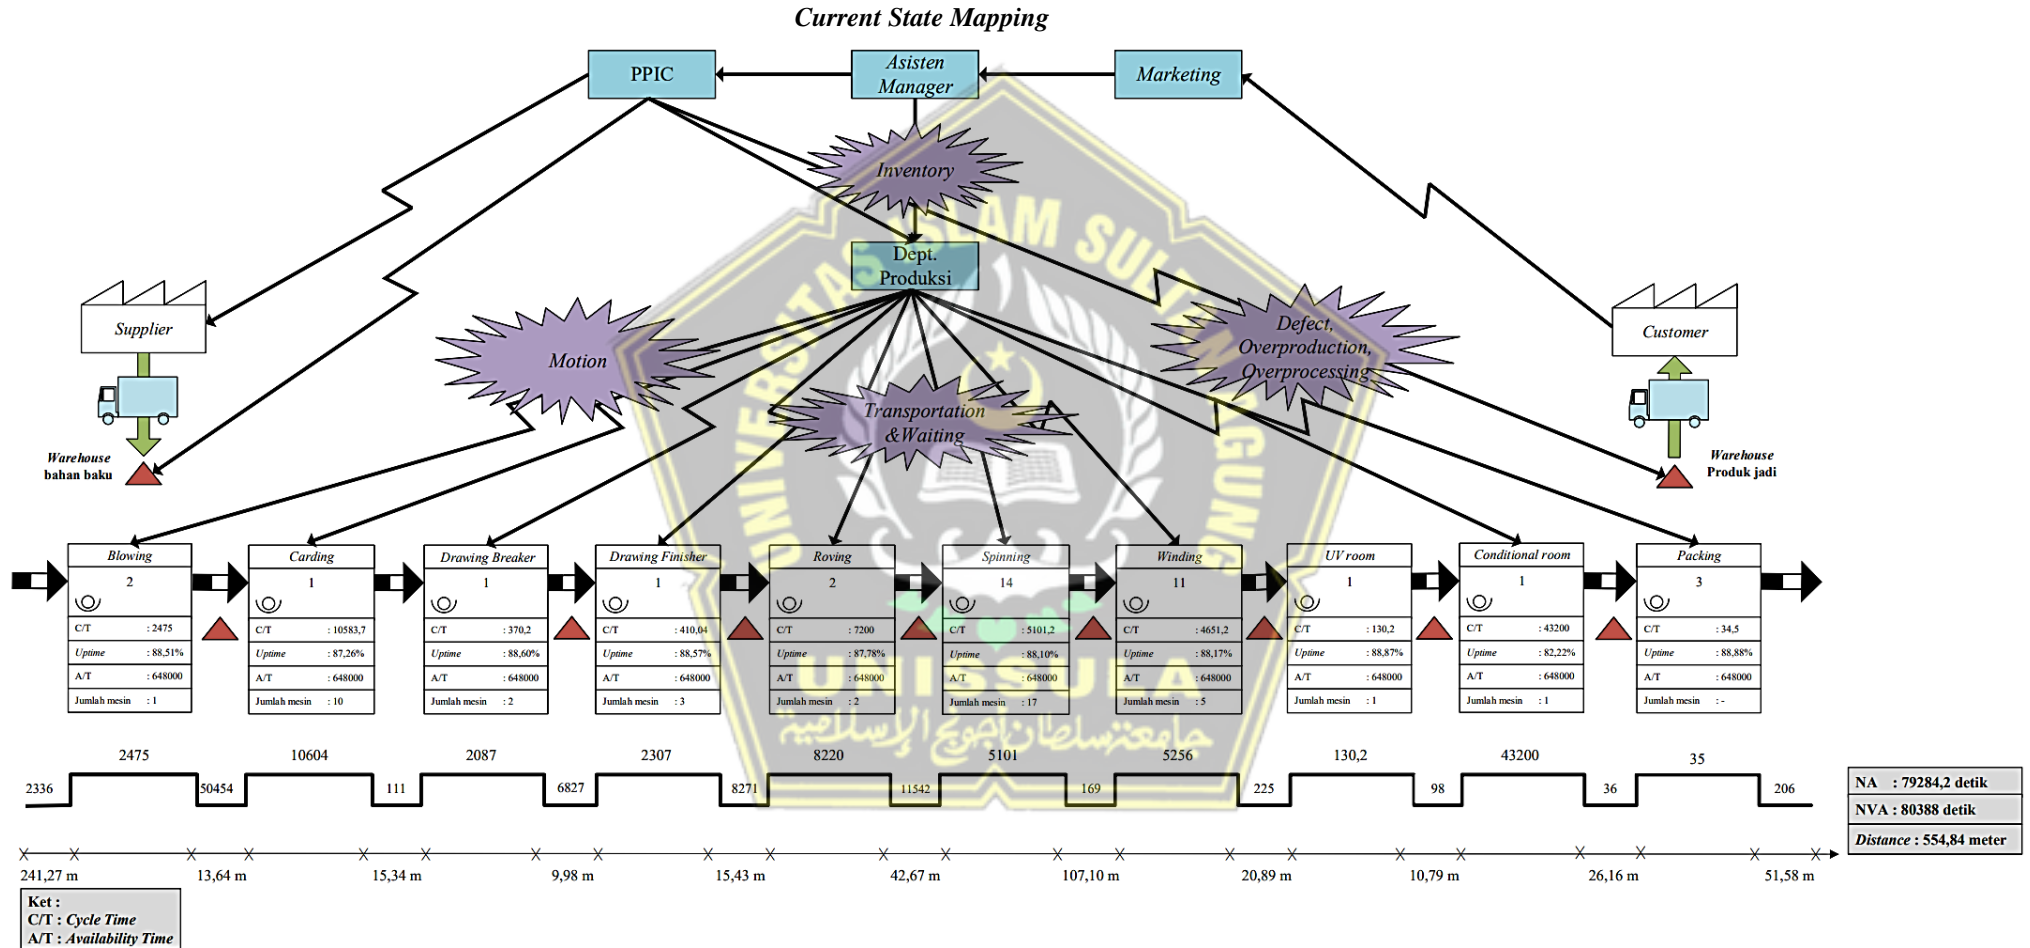 Current State Mapping
PPIC
Asisten
Manager
Marketing
Inventory
Dept.
Produksi
Supplier
Motion
Defect,
Overproduction,
Overprocessing
Customer
Transportation
&Waiting
Warehouse
bahan baku
Warehouse
Produk jadi
UNIVERSITAS ISLAM SULTAN AGUNG
UNISSULA
جامعتنسلطان أجونج الإسلامية
Blowing
2
C/T : 2475
Uptime : 88,51%
A/T : 648000
Jumlah mesin : 1
Carding
1
C/T : 10583,7
Uptime : 87,26%
A/T : 648000
Jumlah mesin : 10
Drawing Breaker
1
C/T : 370,2
Uptime : 88,60%
A/T : 648000
Jumlah mesin : 2
Drawing Finisher
1
C/T : 410,04
Uptime : 88,57%
A/T : 648000
Jumlah mesin : 3
Roving
2
C/T : 7200
Uptime : 87,78%
A/T : 648000
Jumlah mesin : 2
Spinning
14
C/T : 5101,2
Uptime : 88,10%
A/T : 648000
Jumlah mesin : 17
Winding
11
C/T : 4651,2
Uptime : 88,17%
A/T : 648000
Jumlah mesin : 5
UV room
1
C/T : 130,2
Uptime : 88,87%
A/T : 648000
Jumlah mesin : 1
Conditional room
1
C/T : 43200
Uptime : 82,22%
A/T : 648000
Jumlah mesin : 1
Packing
3
C/T : 34,5
Uptime : 88,88%
A/T : 648000
Jumlah mesin : -
2475 10604 2087 2307 8220 5101 5256 130,2 43200 35
2336 50454 111 6827 8271 11542 169 225 98 36 206
NA : 79284,2 detik
NVA : 80388 detik
Distance : 554,84 meter
241,27 m 13,64 m 15,34 m 9,98 m 15,43 m 42,67 m 107,10 m 20,89 m 10,79 m 26,16 m 51,58 m
Ket :
C/T : Cycle Time
A/T : Availability Time